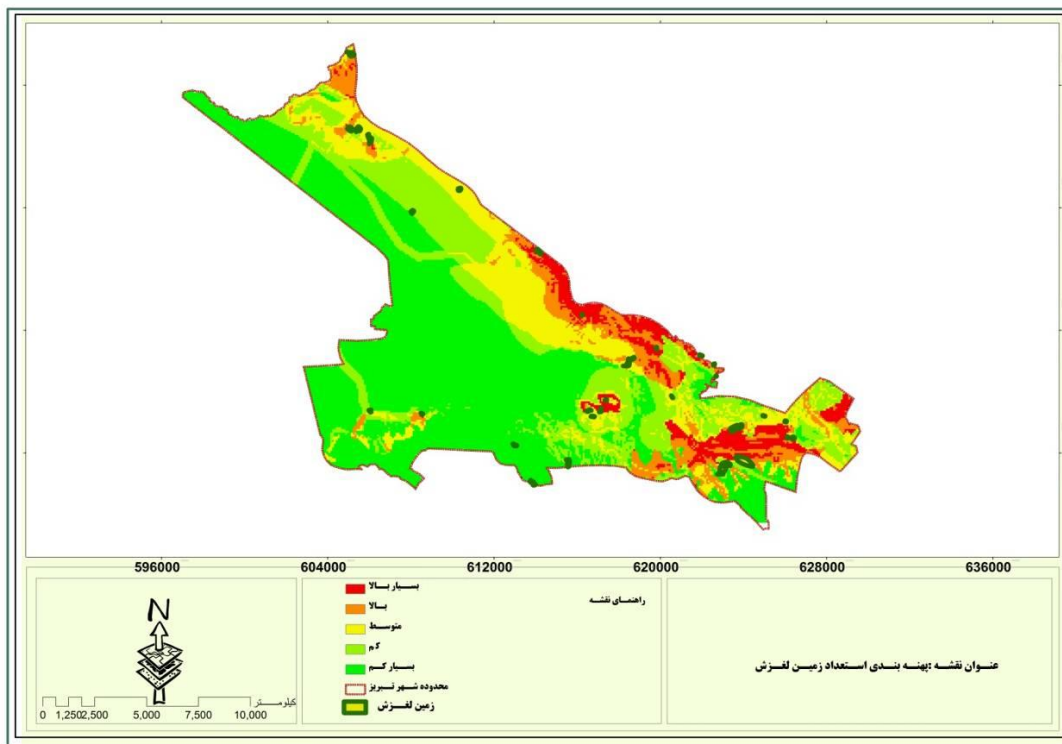 596000 604000 612000 620000 628000 636000
N
کیلومتر
0 1,250 2,500 5,000 7,500 10,000
راهنمای نقشه
بسیار بالا
بالا
متوسط
کم
بسیار کم
محدوده شهر تبریز
زمین لغزش
عنوان نقشه :پهنه بندی استعداد زمین لغزش